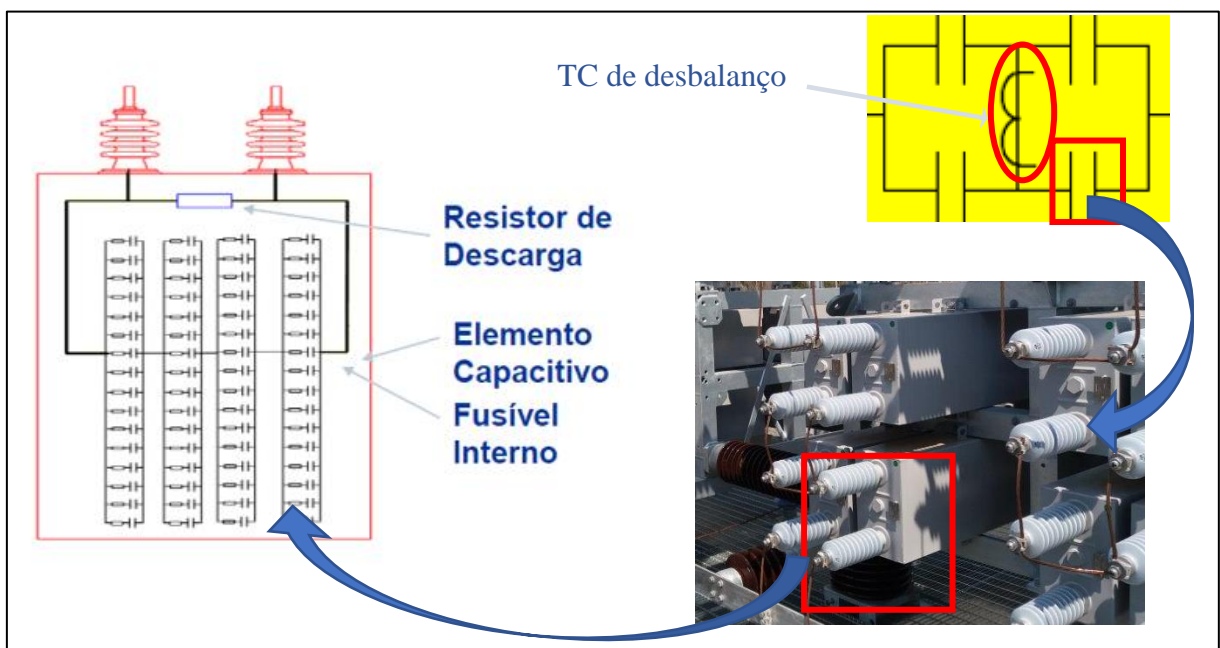 TC de desbalanço
Resistor de
Descarga
Elemento
Capacitivo
Fusível
Interno